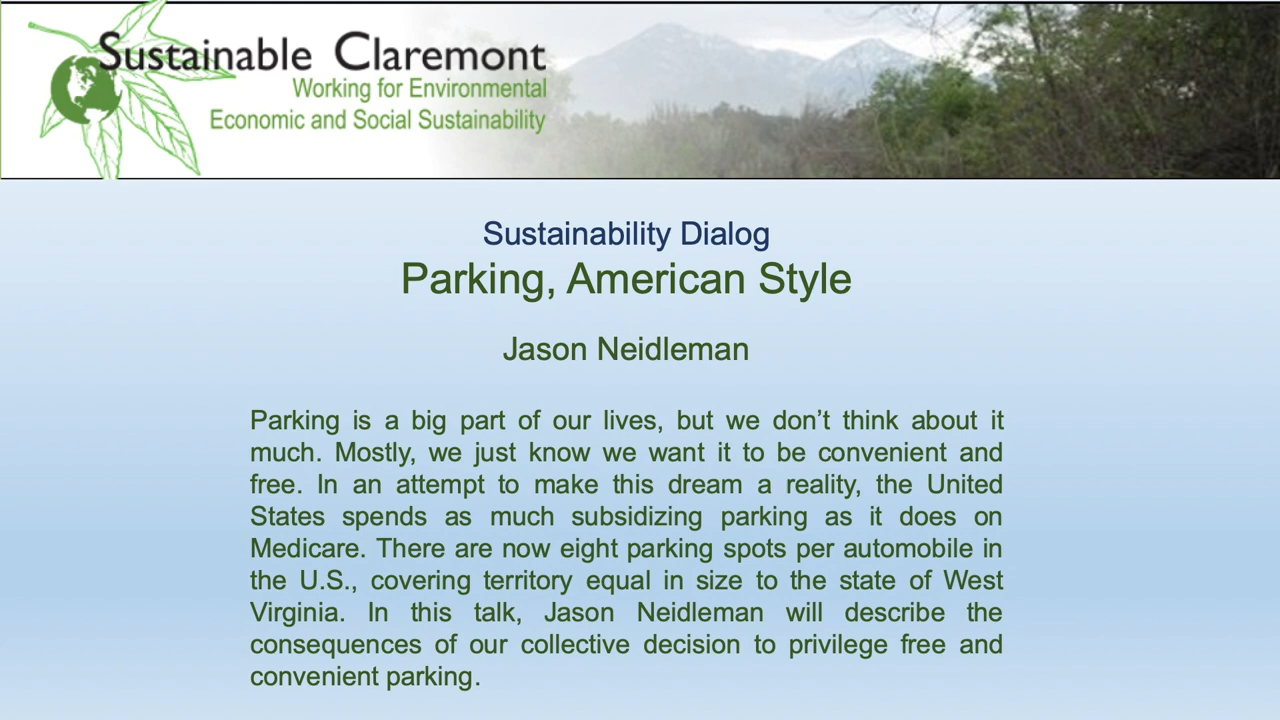 Sustainable Claremont
Working for Environmental
Economic and Social Sustainability
Sustainability Dialog
Parking, American Style
Jason Neidleman
Parking is a big part of our lives, but we don’t think about it
much. Mostly, we just know we want it to be convenient and
free. In an attempt to make this dream a reality, the United
States spends as much subsidizing parking as it does on
Medicare. There are now eight parking spots per automobile in
the U.S., covering territory equal in size to the state of West
Virginia. In this talk, Jason Neidleman will describe the
consequences of our collective decision to privilege free and
convenient parking.